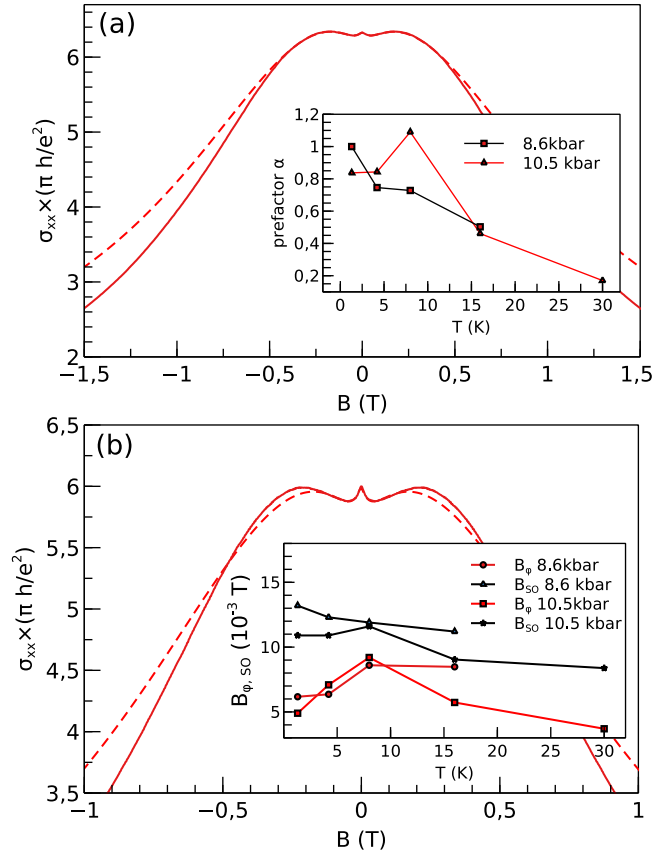 (a)
6
5
4
3
2
σxx×(π h/e²)
−1,5
−1
−0,5
0
0,5
1
1,5
B (T)
1,2
1
0,8
0,6
0,4
0,2
prefactor α
0
5
10
15
20
25
30
T (K)
8.6kbar
10.5 kbar
(b)
6,5
6
5,5
5
4,5
4
3,5
σxx×(π h/e²)
−1
−0,5
0
0,5
1
B (T)
15
10
5
Bφ, SO (10⁻³ T)
5
10
15
20
25
30
T (K)
Bφ 8.6kbar
BSO 8.6 kbar
Bφ 10.5kbar
BSO 10.5 kbar